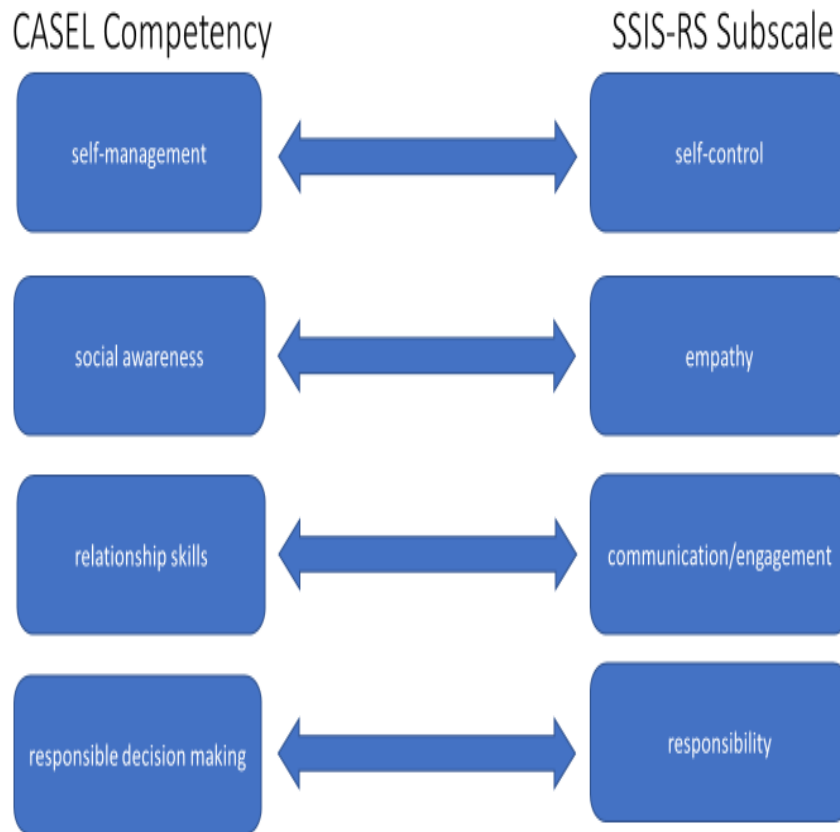 CASEL Competency
SSIS-RS Subscale
self-management
self-control
social awareness
empathy
relationship skills
communication/engagement
responsible decision making
responsibility